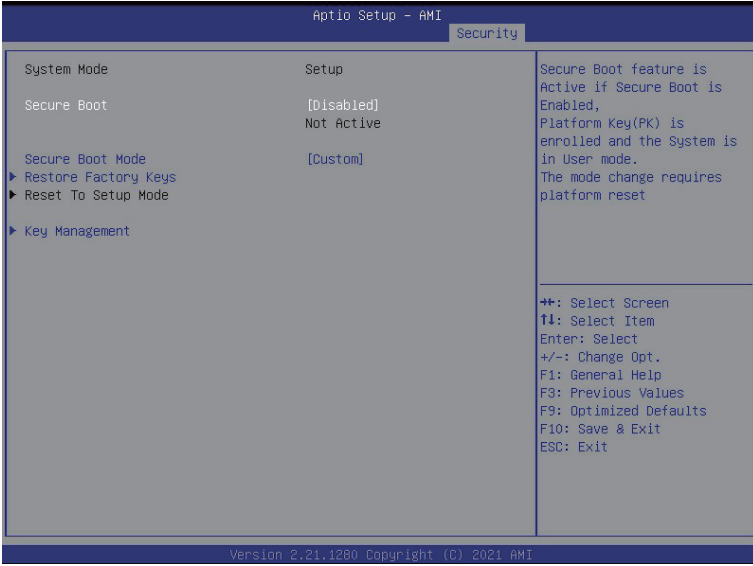 Aptio Setup - AMI
Security
System Mode Setup
Secure Boot [Disabled]
Not Active
Secure Boot Mode [Custom]
Restore Factory Keys
Reset To Setup Mode
Key Management
Secure Boot feature is
Active if Secure Boot is
Enabled,
Platform Key(PK) is
enrolled and the System is
in User mode.
The mode change requires
platform reset
→←: Select Screen
↑↓: Select Item
Enter: Select
+/-: Change Opt.
F1: General Help
F3: Previous Values
F9: Optimized Defaults
F10: Save & Exit
ESC: Exit
Version 2.21.1280 Copyright (C) 2021 AMI